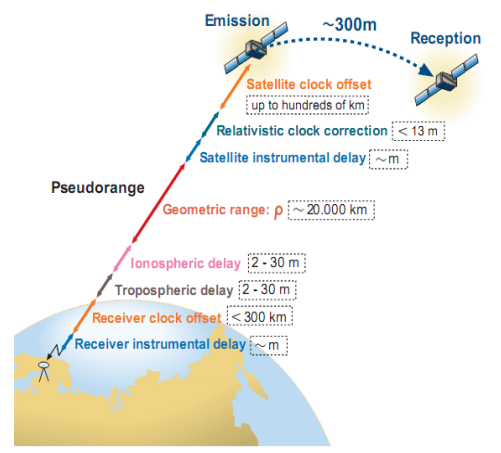 Emission
~300m
Reception
Satellite clock offset
up to hundreds of km
Relativistic clock correction < 13 m
Satellite instrumental delay ~m
Pseudorange
Geometric range: ρ ~ 20.000 km
Ionospheric delay 2 - 30 m
Tropospheric delay 2 - 30 m
Receiver clock offset < 300 km
Receiver instrumental delay ~ m